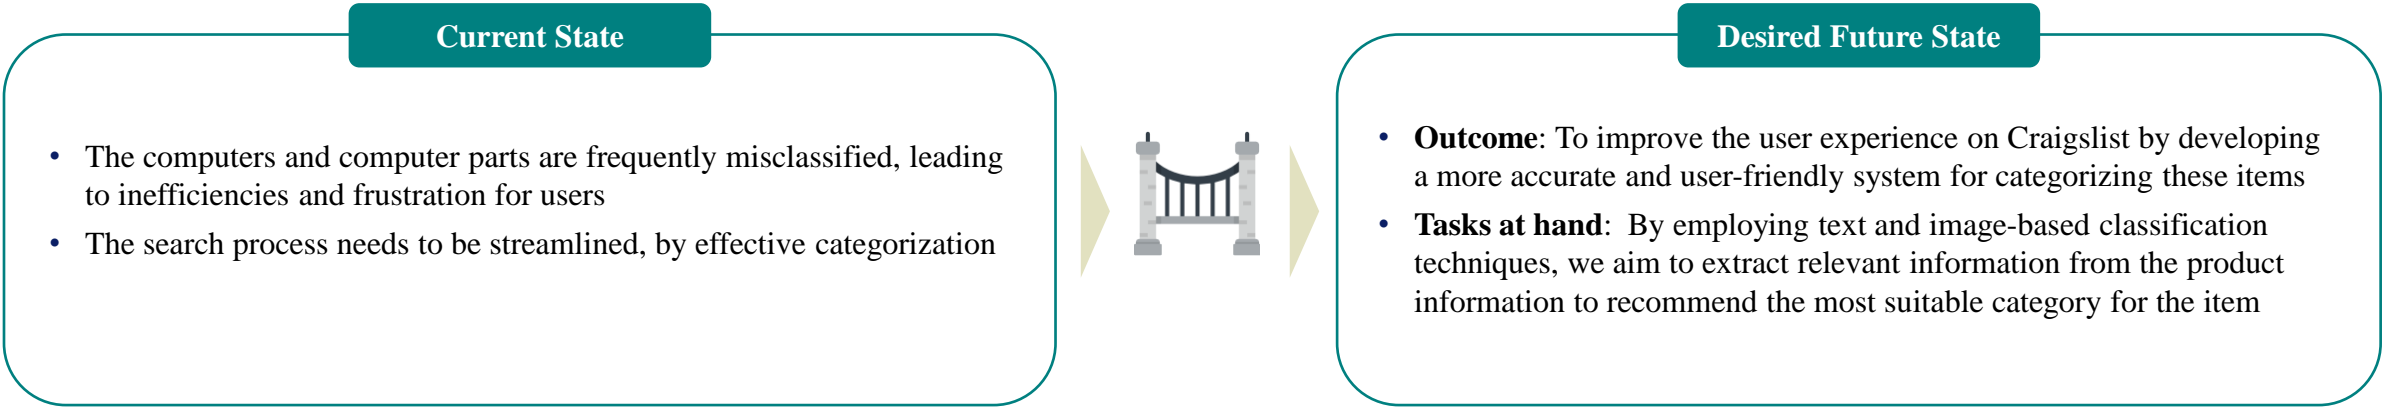 Current State
• The computers and computer parts are frequently misclassified, leading
to inefficiencies and frustration for users
• The search process needs to be streamlined, by effective categorization
Desired Future State
• Outcome: To improve the user experience on Craigslist by developing
a more accurate and user-friendly system for categorizing these items
• Tasks at hand:  By employing text and image-based classification
techniques, we aim to extract relevant information from the product
information to recommend the most suitable category for the item